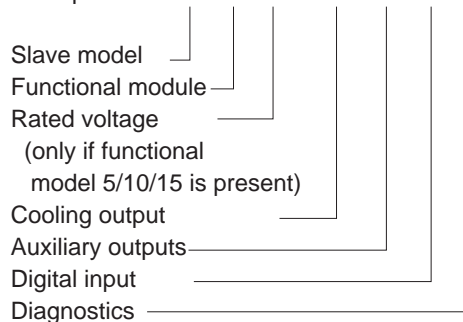 Slave model
Functional module
Rated voltage
(only if functional
model 5/10/15 is present)
Cooling output
Auxiliary outputs
Digital input
Diagnostics